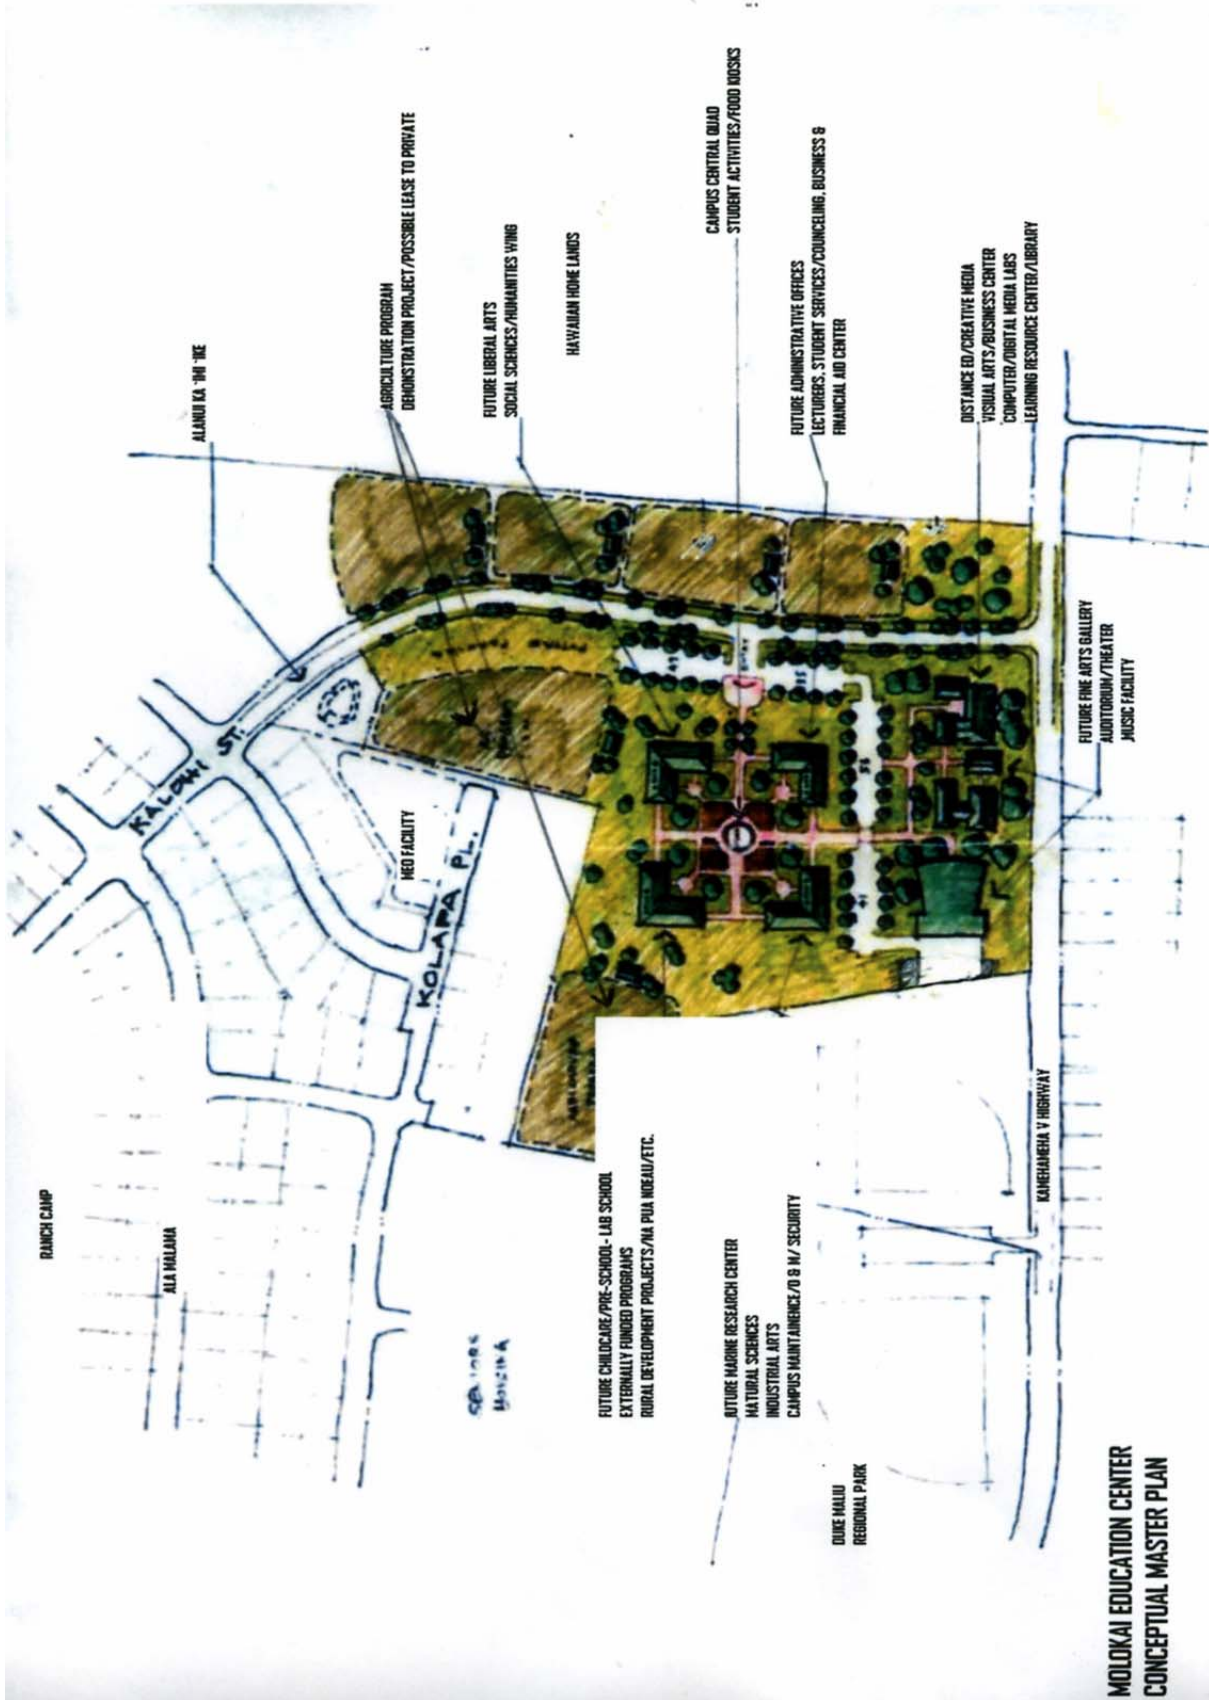 RANCH CAMP
ALA MALAMA
KALOHI ST.
ALANUI KA 'IMI 'IKE
AGRICULTURE PROGRAM
DEMONSTRATION PROJECT/POSSIBLE LEASE TO PRIVATE
MEO FACILITY
KOLAPA PL.
FUTURE LIBERAL ARTS
SOCIAL SCIENCES/HUMANITIES WING
HAWAIIAN HOME LANDS
SENIORS
FUTURE CHILDCARE/PRE-SCHOOL- LAB SCHOOL
EXTERNALLY FUNDED PROGRAMS
RURAL DEVELOPMENT PROJECTS/NA PUA NOEAU/ETC.
CAMPUS CENTRAL QUAD
STUDENT ACTIVITIES/FOOD KIOSKS
UTURE MARINE RESEARCH CENTER
NATURAL SCIENCES
INDUSTRIAL ARTS
CAMPUS MAINTAINENCE/O & M/ SECURITY
FUTURE ADMINISTRATIVE OFFICES
LECTURERS, STUDENT SERVICES/COUNCELING, BUSINESS &
FINANCIAL AID CENTER
DUKE MALIU
REGIONAL PARK
DISTANCE ED/CREATIVE MEDIA
VISIUAL ARTS/BUSINESS CENTER
COMPUTER/DIGITAL MEDIA LABS
LEARNING RESOURCE CENTER/LIBRARY
KAMEHAMEHA V HIGHWAY
FUTURE FINE ARTS GALLERY
AUDITORIUM/THEATER
MUSIC FACILITY
MOLOKAI EDUCATION CENTER
CONCEPTUAL MASTER PLAN